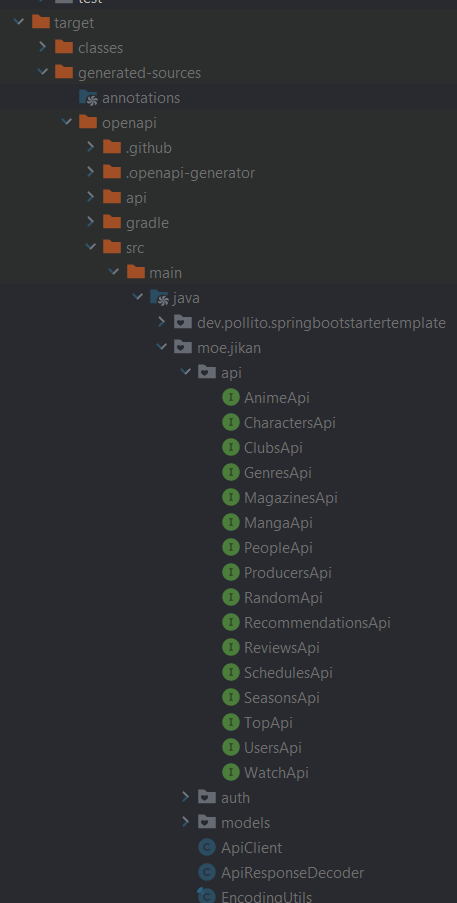 test
target
classes
generated-sources
annotations
openapi
.github
.openapi-generator
api
gradle
src
main
java
dev.pollito.springbootstartertemplate
moe.jikan
api
AnimeApi
CharactersApi
ClubsApi
GenresApi
MagazinesApi
MangaApi
PeopleApi
ProducersApi
RandomApi
RecommendationsApi
ReviewsApi
SchedulesApi
SeasonsApi
TopApi
UsersApi
WatchApi
auth
models
ApiClient
ApiResponseDecoder
EncodingUtils